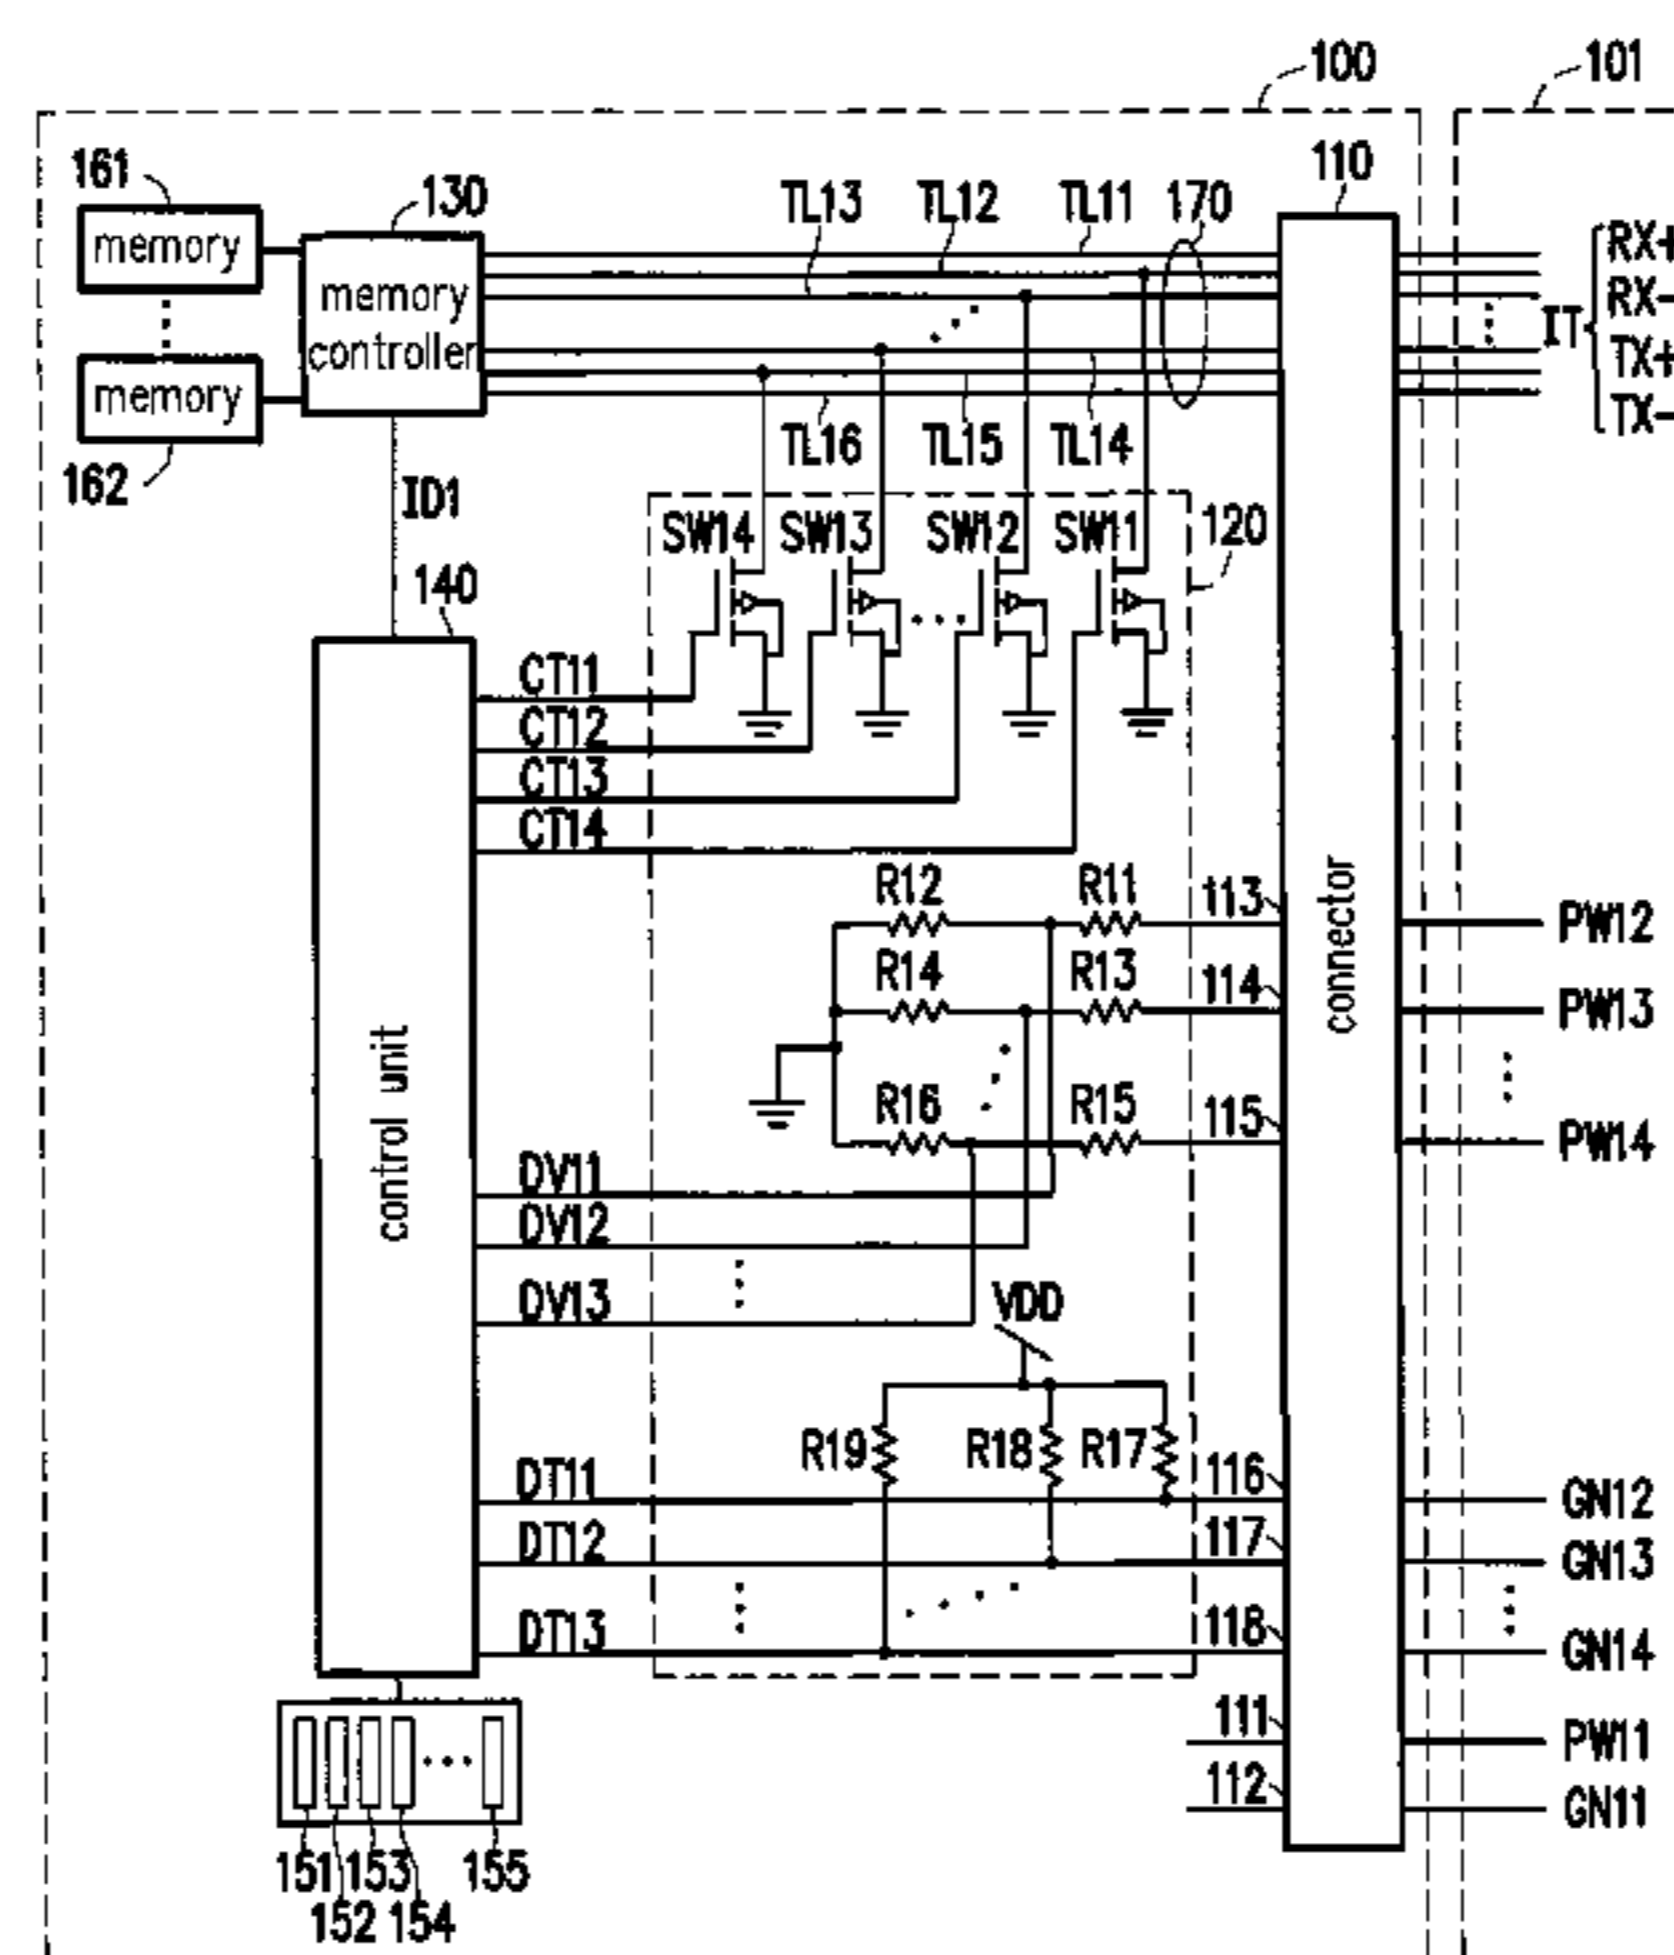 100
101
161
130
TL13
TL12
TL11
170
110
memory
memory
controller
RX+
RX-
IT
TX+
TX-
memory
162
TL16
TL15
TL14
ID1
SW14
SW13
SW12
SW11
120
140
CT11
CT12
CT13
CT14
R12
R11
113
PW12
R14
R13
114
PW13
connector
control unit
R16
R15
115
PW14
DV11
DV12
DV13
VDD
R19
R18
R17
116
DT11
GN12
117
DT12
GN13
118
DT13
GN14
111
PW11
112
GN11
151
153
155
152
154